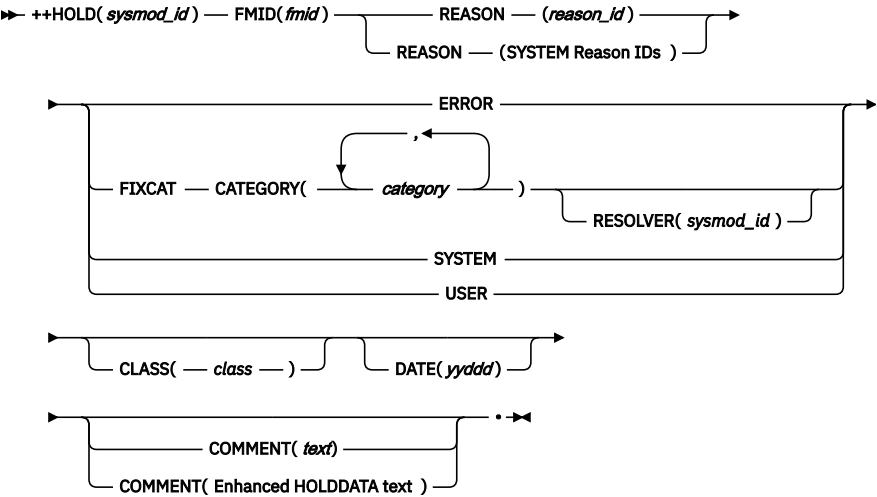 ++HOLD( sysmod_id ) FMID( fmid ) REASON (reason_id )
REASON (SYSTEM Reason IDs )
ERROR
,
FIXCAT CATEGORY( category )
RESOLVER( sysmod_id )
SYSTEM
USER
CLASS( class ) DATE( yyddd )
.
COMMENT( text)
COMMENT( Enhanced HOLDDATA text )